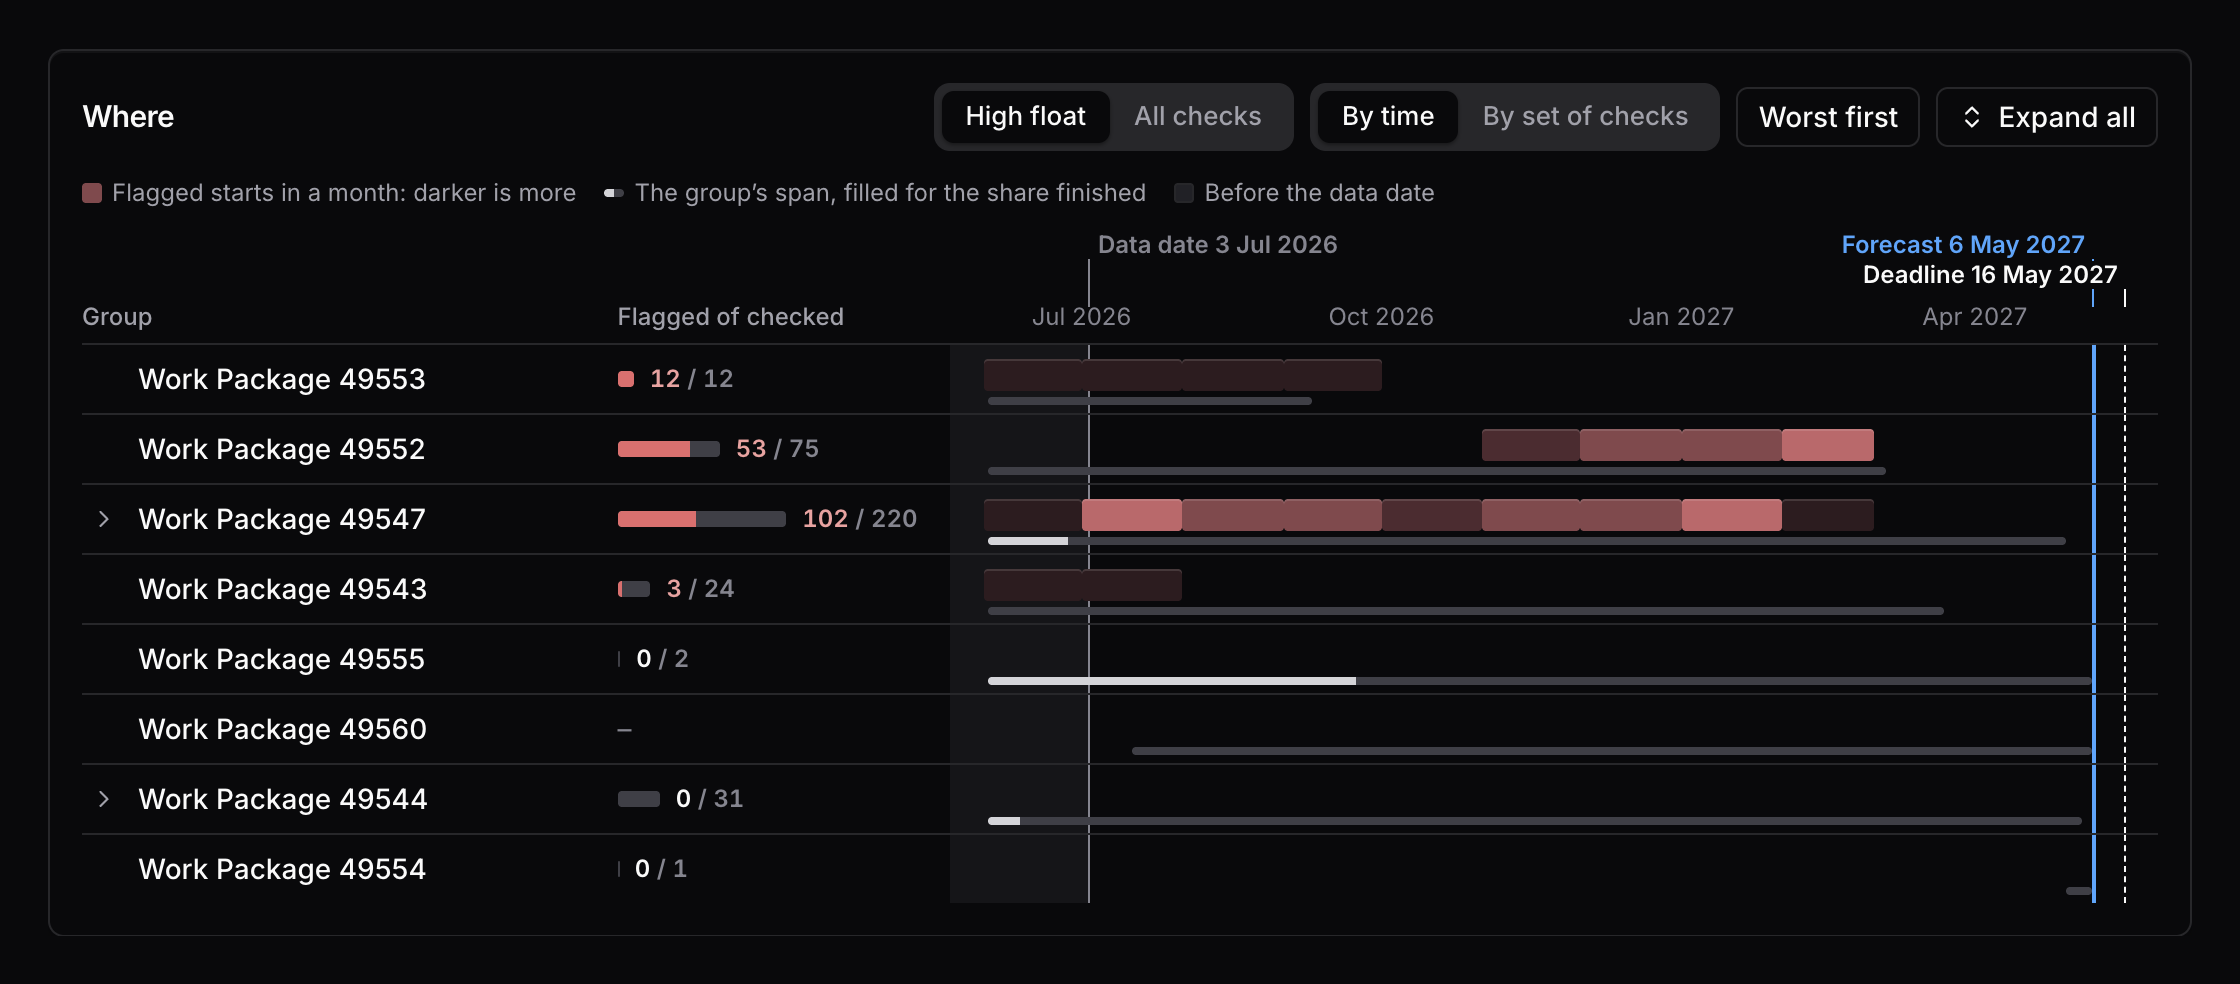 Where
High float
All checks
By time
By set of checks
Worst first
Expand all
Flagged starts in a month: darker is more
The group’s span, filled for the share finished
Before the data date
Data date 3 Jul 2026
Forecast 6 May 2027
Deadline 16 May 2027
Group
Flagged of checked
Jul 2026
Oct 2026
Jan 2027
Apr 2027
Work Package 49553
12 / 12
Work Package 49552
53 / 75
Work Package 49547
102 / 220
Work Package 49543
3 / 24
Work Package 49555
0 / 2
Work Package 49560
–
Work Package 49544
0 / 31
Work Package 49554
0 / 1